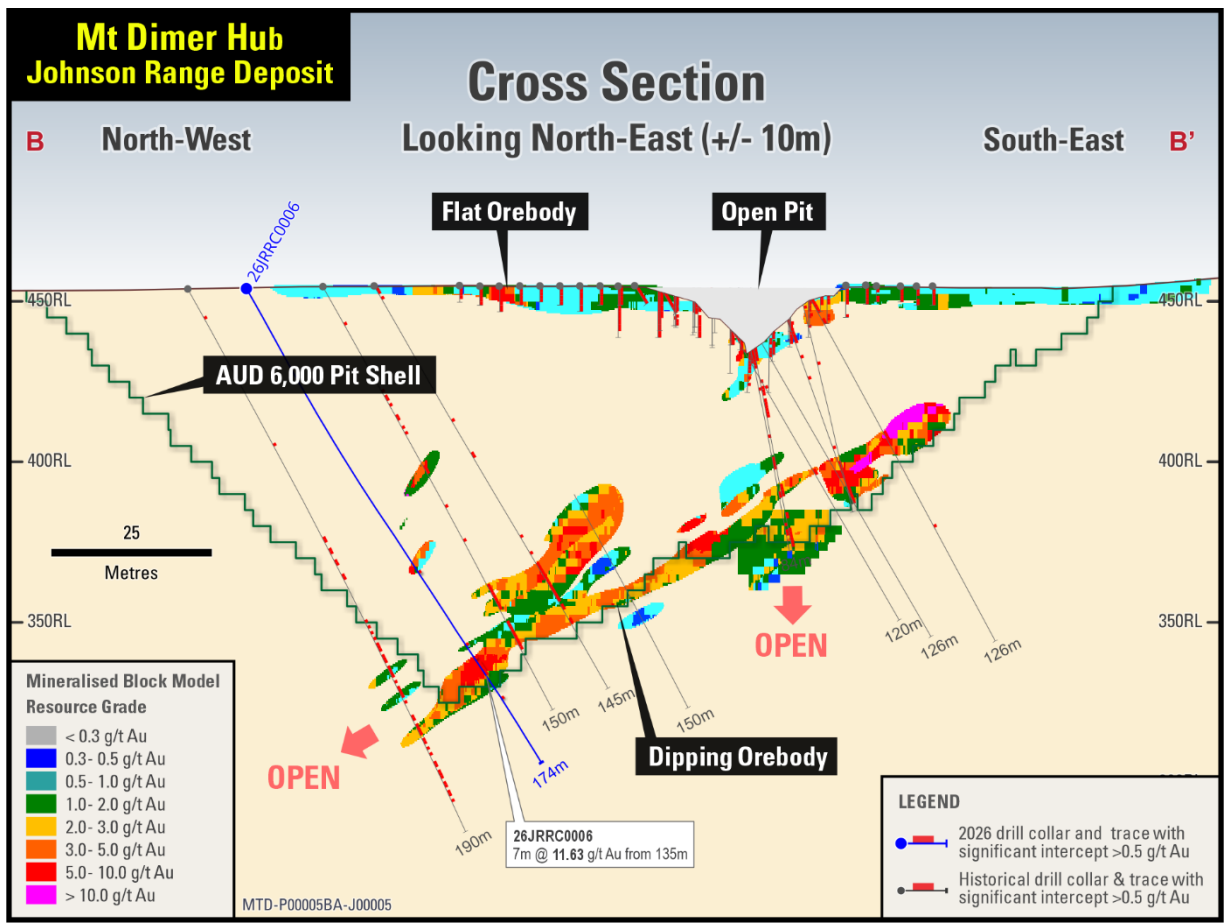 Mt Dimer Hub
Johnson Range Deposit
Cross Section
Looking North-East (+/- 10m)
B
North-West
South-East
B’
26JRRC0006
Flat Orebody
Open Pit
450RL
450RL
AUD 6,000 Pit Shell
400RL
400RL
25
Metres
350RL
350RL
OPEN
120m
126m
126m
150m
145m
150m
Dipping Orebody
OPEN
174m
190m
26JRRC0006
7m @ 11.63 g/t Au from 135m
Mineralised Block Model
Resource Grade
< 0.3 g/t Au
0.3- 0.5 g/t Au
0.5- 1.0 g/t Au
1.0- 2.0 g/t Au
2.0- 3.0 g/t Au
3.0- 5.0 g/t Au
5.0- 10.0 g/t Au
> 10.0 g/t Au
MTD-P00005BA-J00005
LEGEND
2026 drill collar and trace with
significant intercept >0.5 g/t Au
Historical drill collar & trace with
significant intercept >0.5 g/t Au